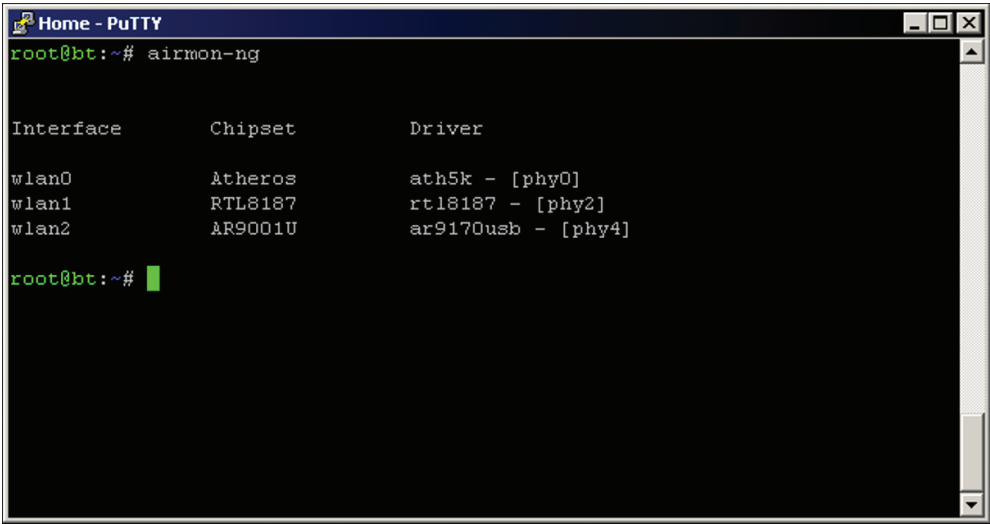 Home - PuTTY
root@bt:~# airmon-ng
Interface Chipset Driver
wlan0 Atheros ath5k - [phy0]
wlan1 RTL8187 rtl8187 - [phy2]
wlan2 AR9001U ar9170usb - [phy4]
root@bt:~#